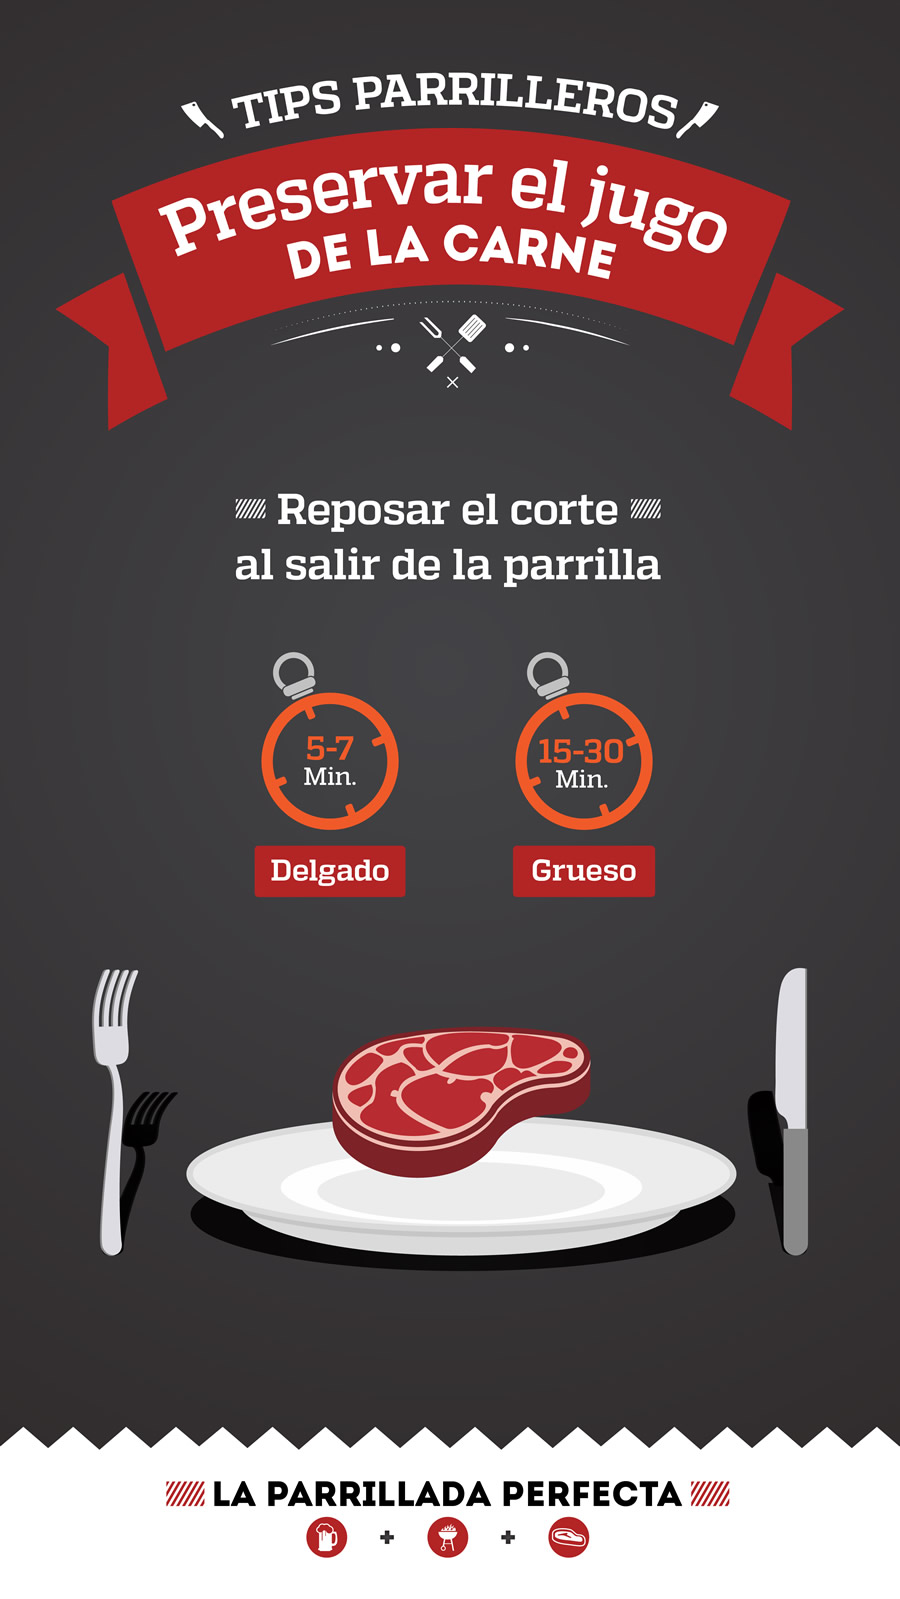 TIPS PARRILLEROS
Preservar el jugo
DE LA CARNE
Reposar el corte
al salir de la parrilla
5-7
Min.
Delgado
15-30
Min.
Grueso
LA PARRILLADA PERFECTA
+ +